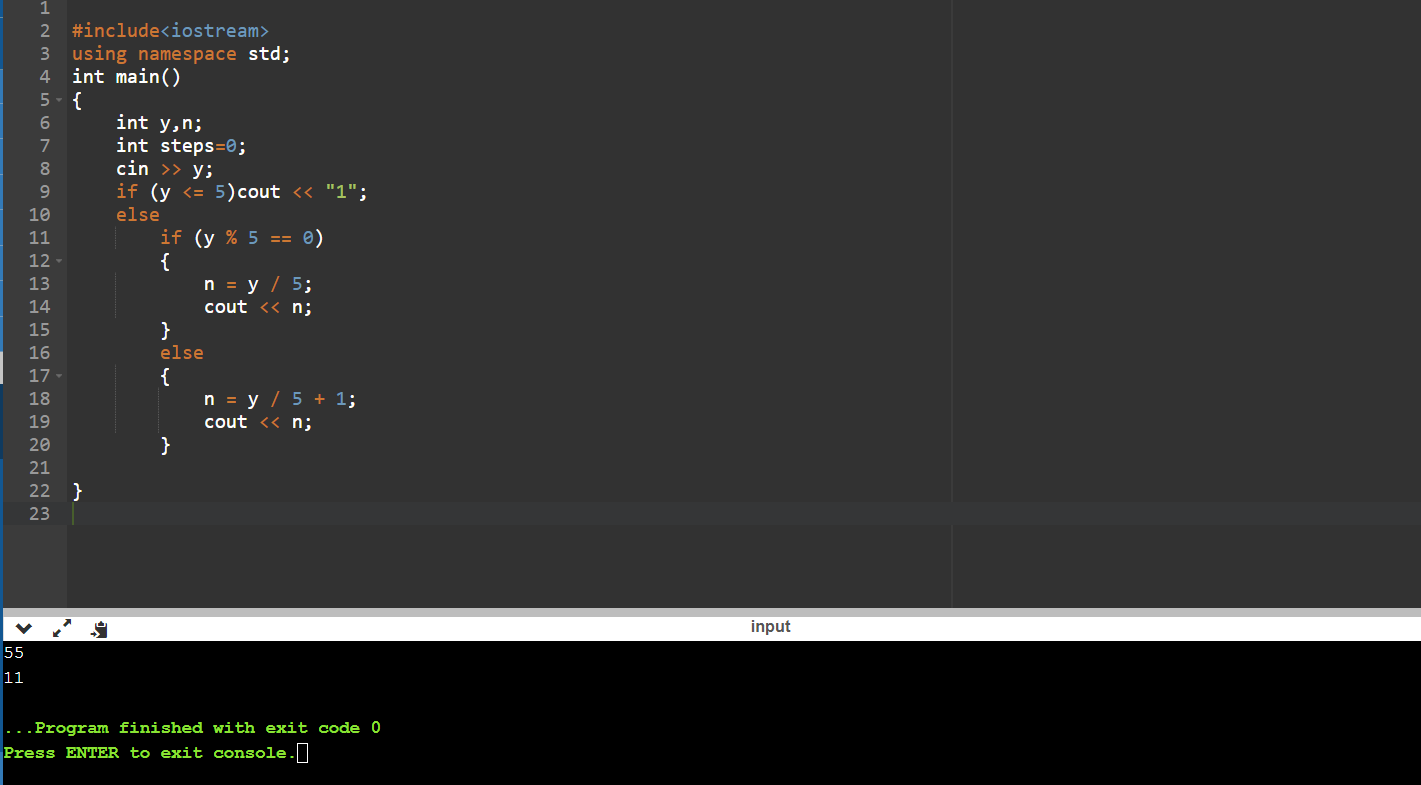 1
2 #include<iostream>
3 using namespace std;
4 int main()
5 {
6     int y,n;
7     int steps=0;
8     cin >> y;
9     if (y <= 5)cout << "1";
10     else
11         if (y % 5 == 0)
12         {
13             n = y / 5;
14             cout << n;
15         }
16         else
17         {
18             n = y / 5 + 1;
19             cout << n;
20         }
21
22 }
23
input
55
11
...Program finished with exit code 0
Press ENTER to exit console.